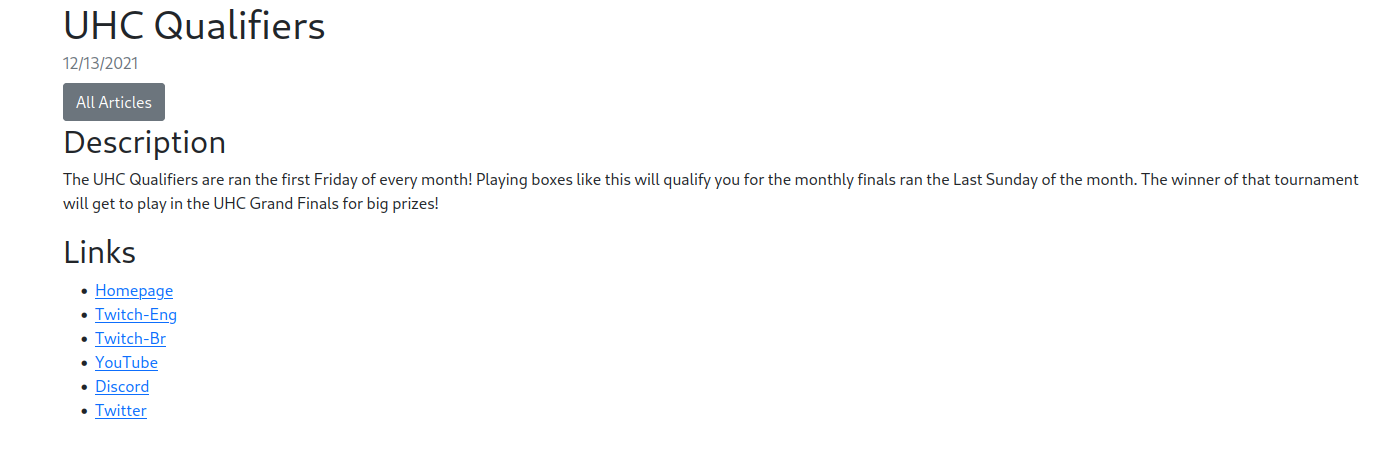 UHC Qualifiers
12/13/2021
All Articles
Description
The UHC Qualifiers are ran the first Friday of every month! Playing boxes like this will qualify you for the monthly finals ran the Last Sunday of the month. The winner of that tournament
will get to play in the UHC Grand Finals for big prizes!
Links
• Homepage
• Twitch-Eng
• Twitch-Br
• YouTube
• Discord
• Twitter